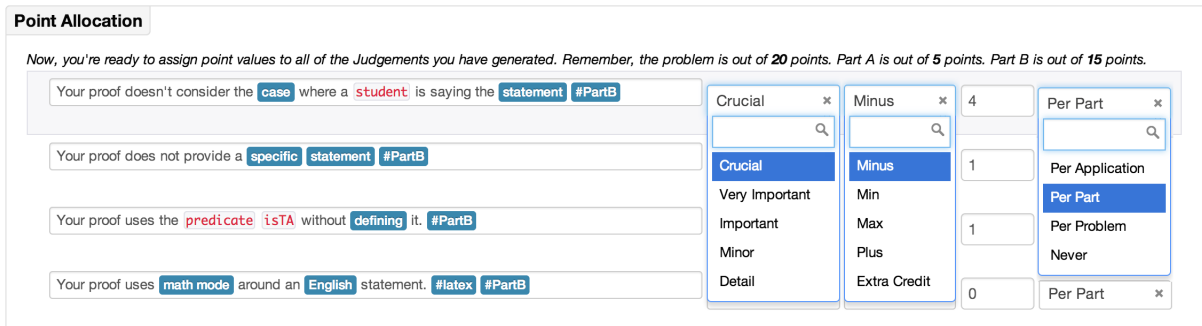 Point Allocation
Now, you're ready to assign point values to all of the Judgements you have generated. Remember, the problem is out of 20 points. Part A is out of 5 points. Part B is out of 15 points.
Your proof doesn't consider the case where a student is saying the statement #PartB
Crucial × Minus × 4 Per Part ×
Your proof does not provide a specific statement #PartB
1
Your proof uses the predicate isTA without defining it. #PartB
1
Your proof uses math mode around an English statement. #latex #PartB
0 Per Part ×
Crucial
Very Important
Important
Minor
Detail
Minus
Min
Max
Plus
Extra Credit
Per Application
Per Part
Per Problem
Never